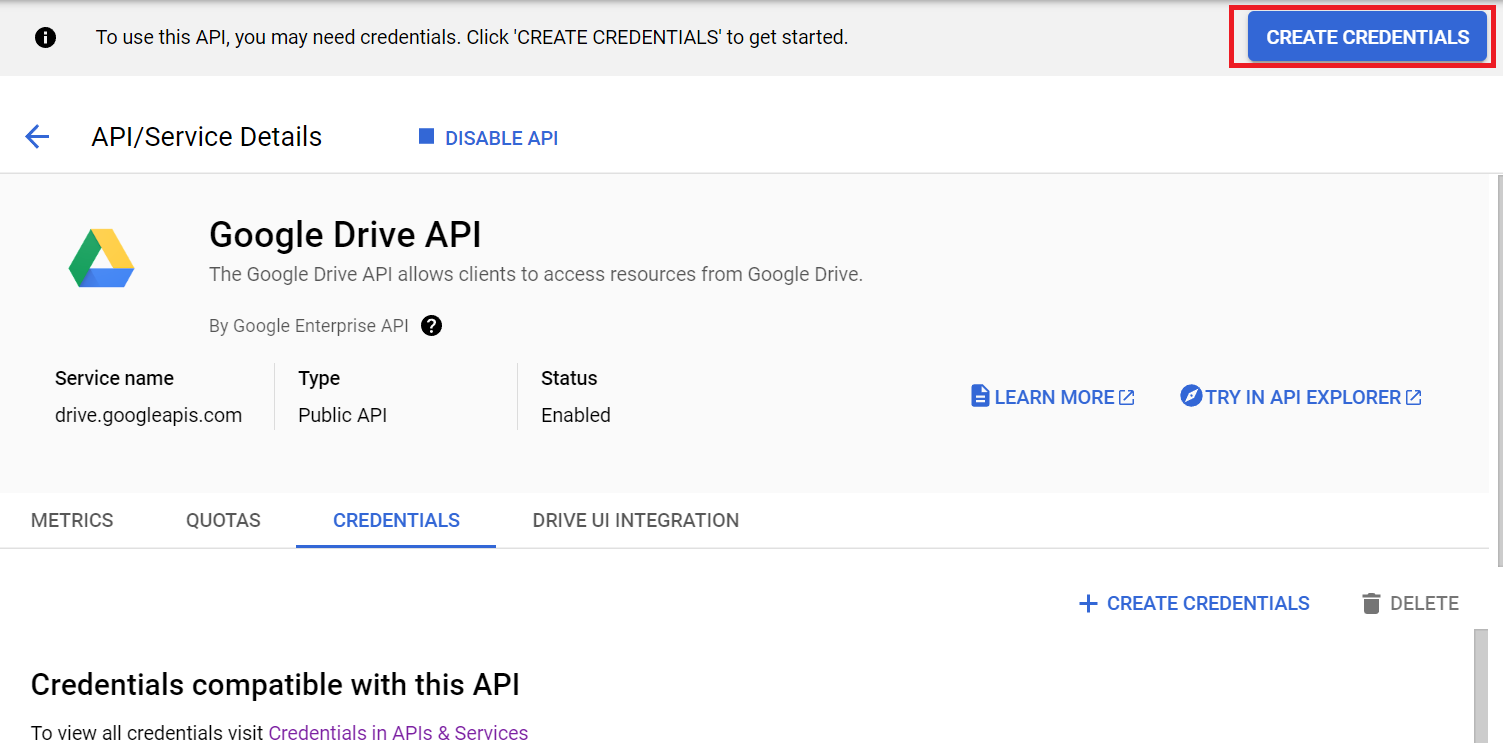 To use this API, you may need credentials. Click 'CREATE CREDENTIALS' to get started.
CREATE CREDENTIALS
API/Service Details
DISABLE API
Google Drive API
The Google Drive API allows clients to access resources from Google Drive.
By Google Enterprise API
Service name
Type
Status
drive.googleapis.com
Public API
Enabled
LEARN MORE
TRY IN API EXPLORER
METRICS
QUOTAS
CREDENTIALS
DRIVE UI INTEGRATION
CREATE CREDENTIALS
DELETE
Credentials compatible with this API
To view all credentials visit Credentials in APIs & Services